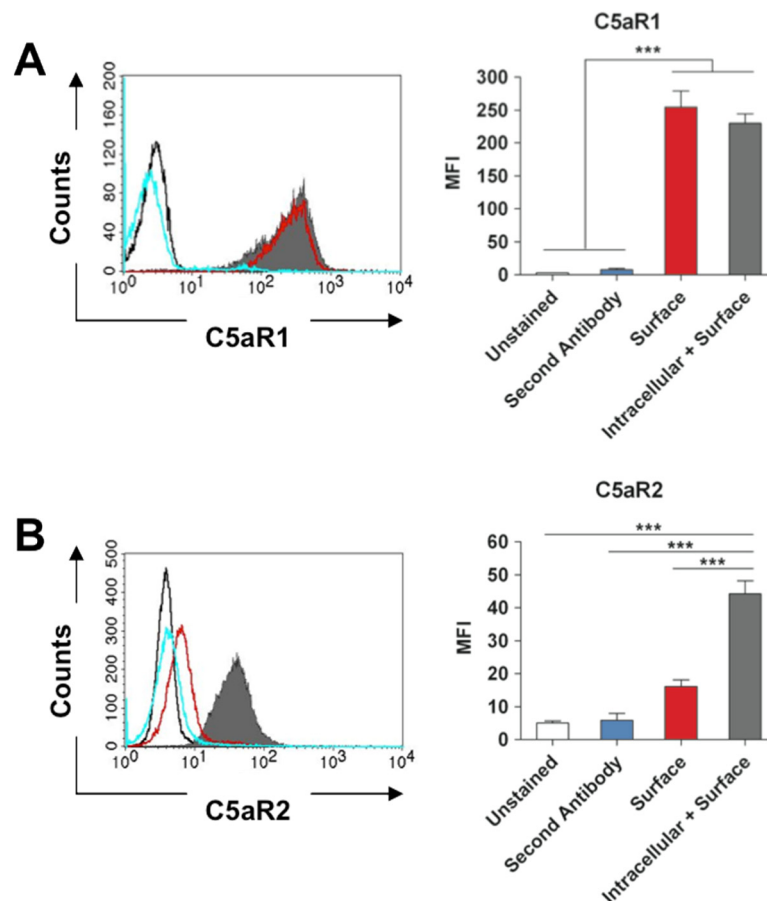 A
Counts
200
160
120
80
40
0
10^0
10^1
10^2
10^3
10^4
C5aR1
C5aR1
***
MFI
300
250
200
150
100
50
0
Unstained
Second Antibody
Surface
Intracellular + Surface
B
Counts
500
400
300
200
100
0
10^0
10^1
10^2
10^3
10^4
C5aR2
C5aR2
***
***
***
MFI
60
50
40
30
20
10
0
Unstained
Second Antibody
Surface
Intracellular + Surface